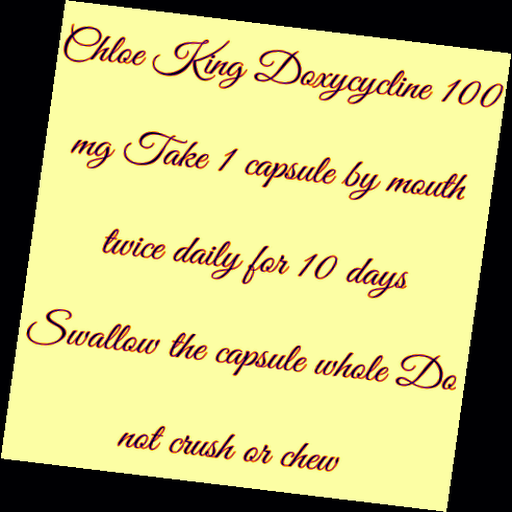 Chloe King Doxycycline 100
mg Take 1 capsule by mouth
twice daily for 10 days
Swallow the capsule whole Do
not crush or chew